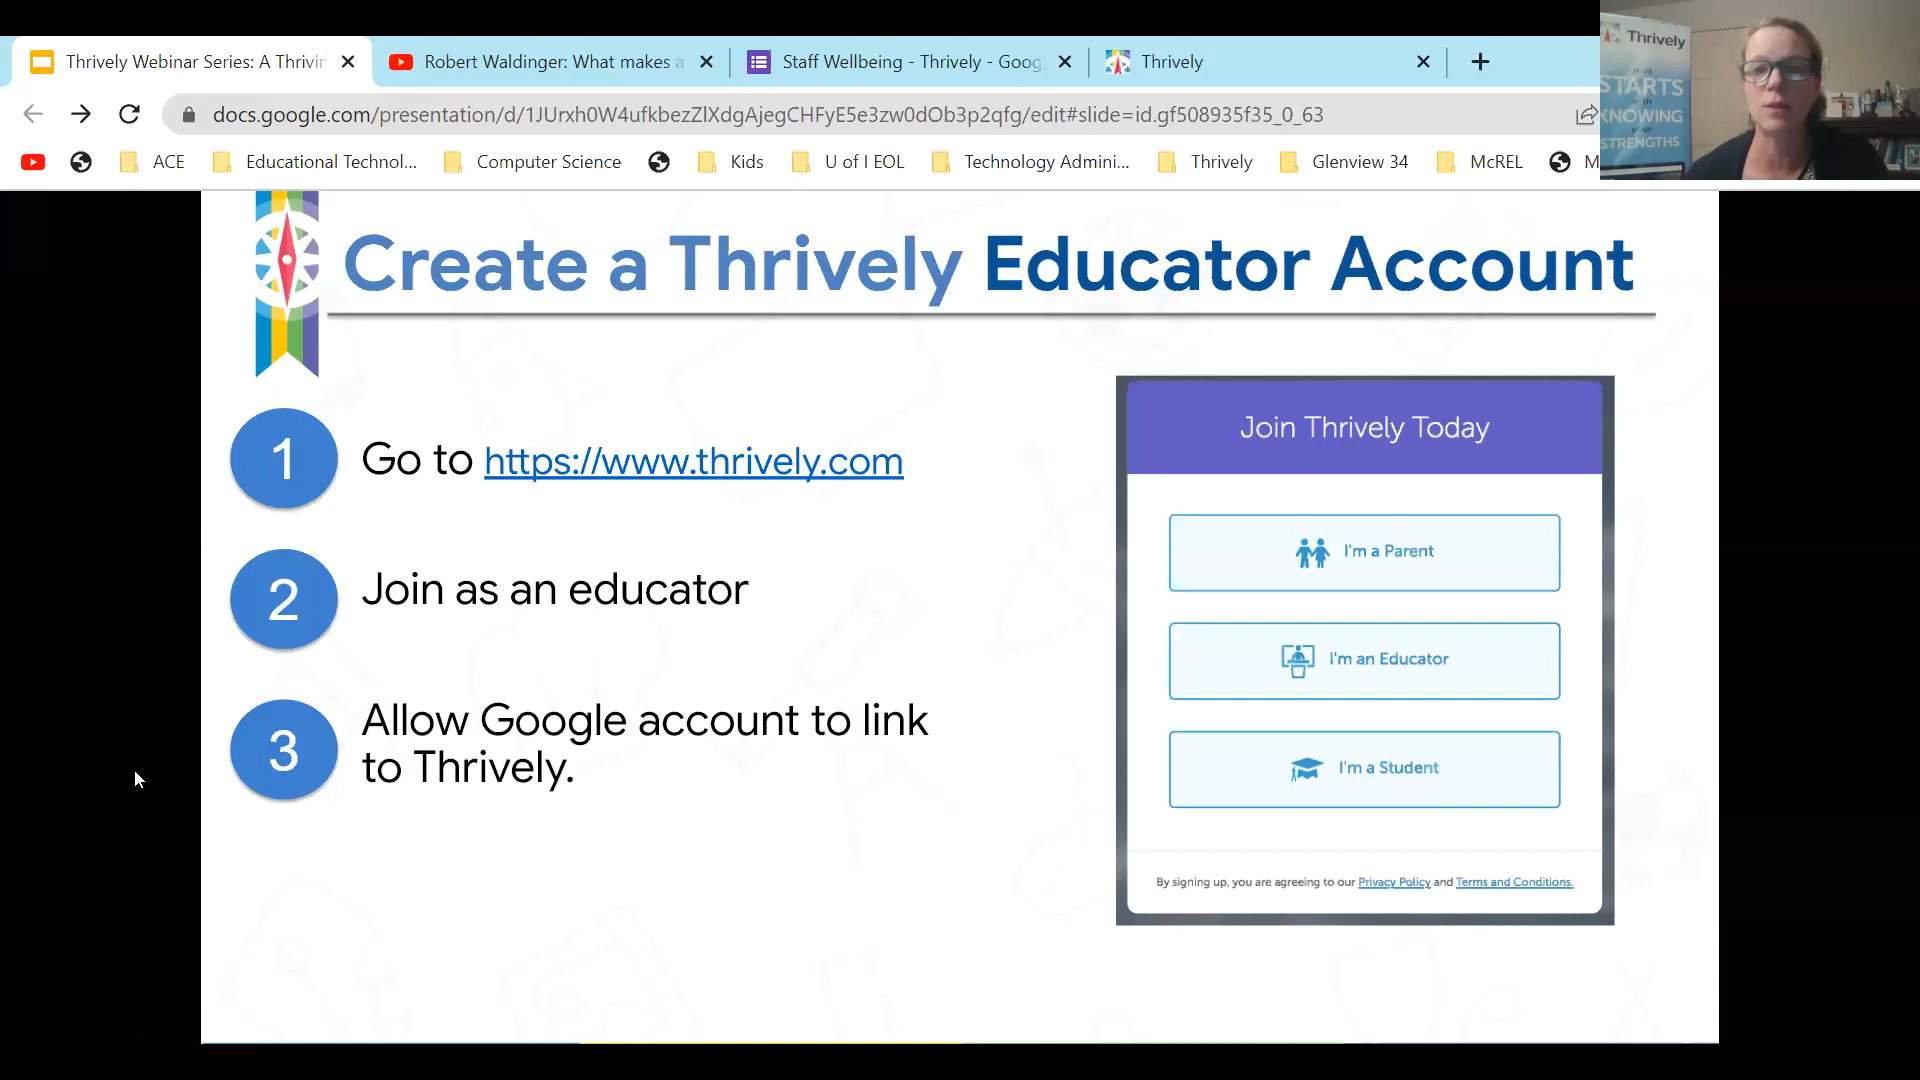 Thrively Webinar Series: A Thrivin
Robert Waldinger: What makes a
Staff Wellbeing - Thrively - Goog
Thrively
docs.google.com/presentation/d/1JUrxh0W4ufkbezZlXdgAjegCHFyE5e3zw0dOb3p2qfg/edit#slide=id.gf508935f35_0_63
ACE
Educational Technol...
Computer Science
Kids
U of I EOL
Technology Admini...
Thrively
Glenview 34
McREL
M
Thrively
STARTS
with
KNOWING
your
STRENGTHS
Create a Thrively Educator Account
1
Go to https://www.thrively.com
2
Join as an educator
3
Allow Google account to link
to Thrively.
Join Thrively Today
I'm a Parent
I'm an Educator
I'm a Student
By signing up, you are agreeing to our Privacy Policy and Terms and Conditions.